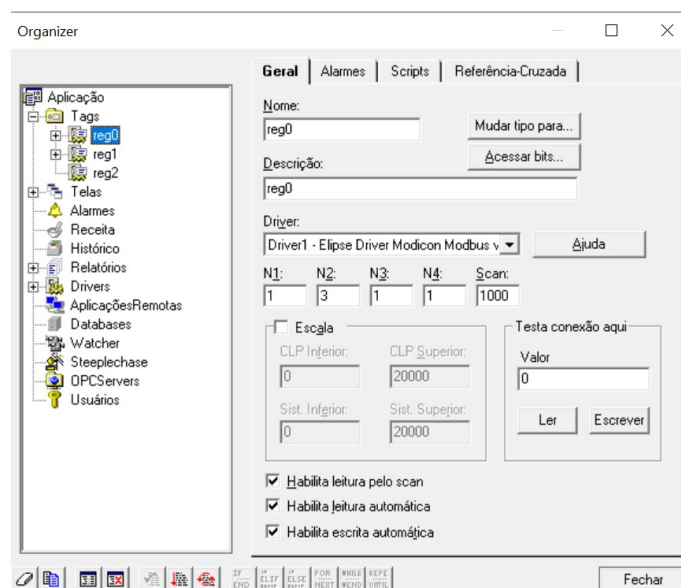 Organizer
Geral Alarmes Scripts Referência-Cruzada
Aplicação
Tags
reg0
reg1
reg2
Telas
Alarmes
Receita
Histórico
Relatórios
Drivers
AplicaçõesRemotas
Databases
Watcher
Steeplechase
OPCServers
Usuários
Nome:
reg0
Mudar tipo para...
Acessar bits...
Descrição:
reg0
Driver:
Driver1 - Elipse Driver Modicon Modbus v
Ajuda
N1: N2: N3: N4: Scan:
1 3 1 1 1000
Escala
CLP Inferior: CLP Superior:
0 20000
Sist. Inferior: Sist. Superior:
0 20000
Testa conexão aqui
Valor
0
Ler Escrever
Habilita leitura pelo scan
Habilita leitura automática
Habilita escrita automática
IF END IF ELIF IF ELSE FOR NEXT WHILE WEND REPE UNTIL
Fechar